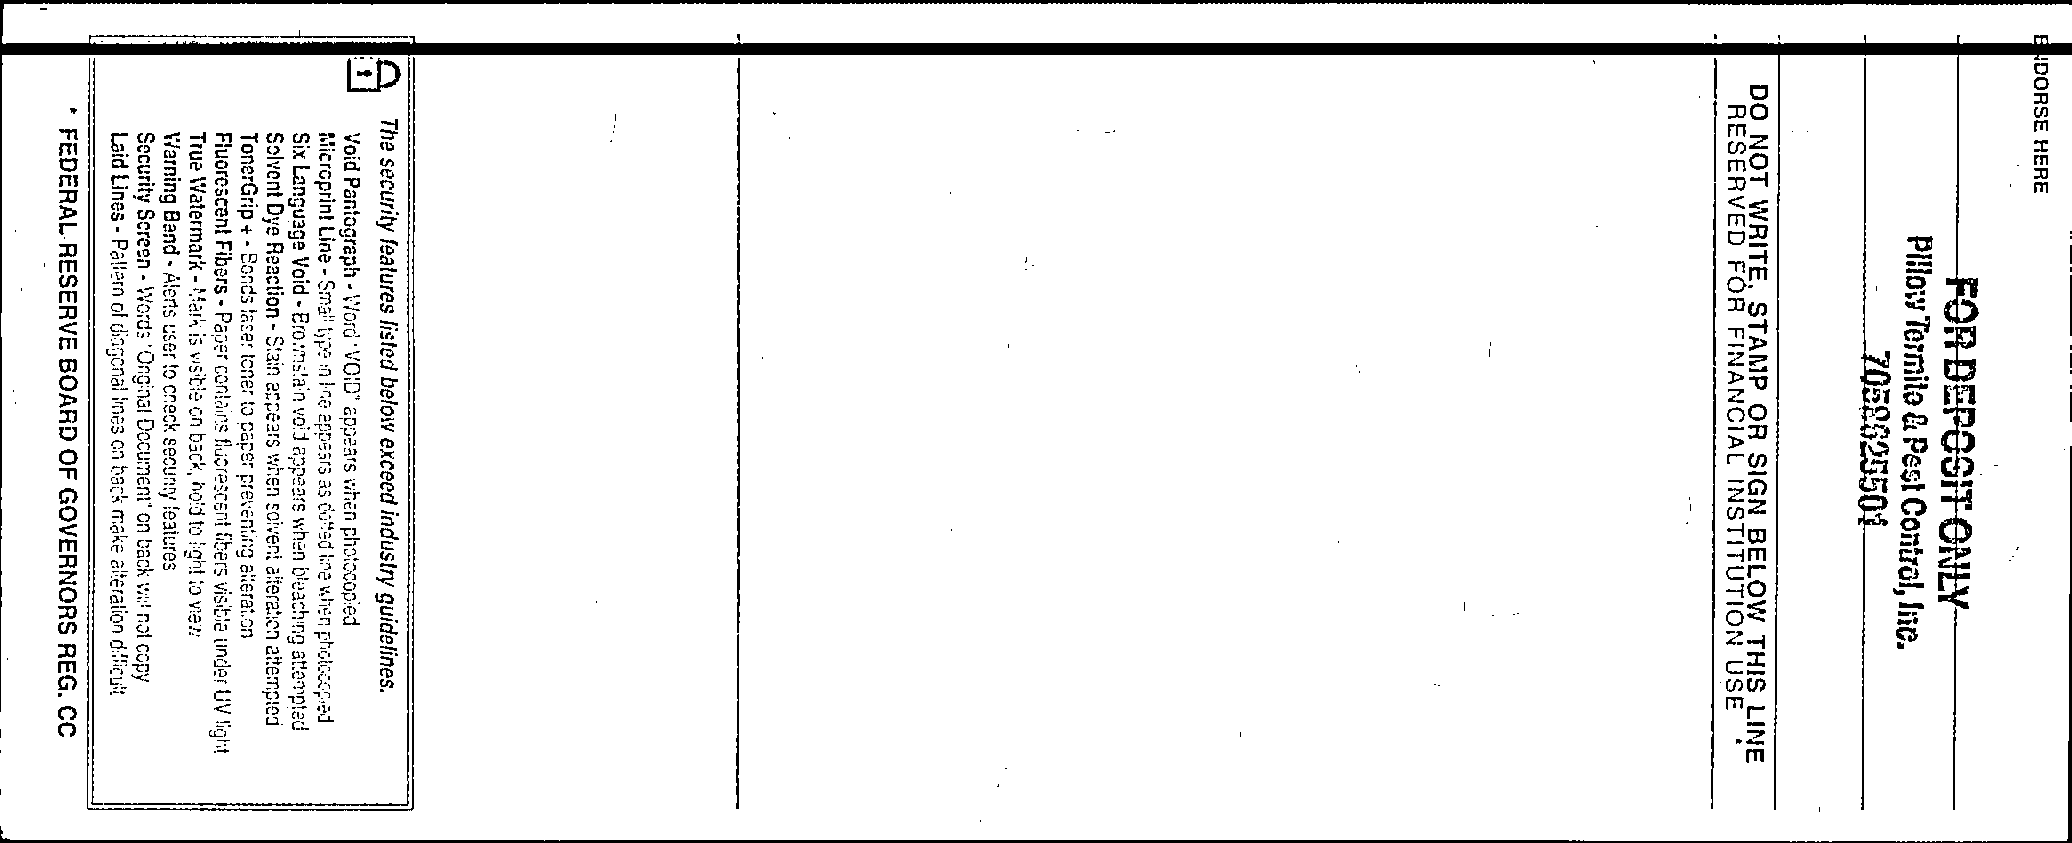 ENDORSE HERE
FOR DEPOSIT ONLY
Pillow Termite & Pest Control, Inc.
DO NOT WRITE, STAMP OR SIGN BELOW THIS LINE
RESERVED FOR FINANCIAL INSTITUTION USE *
The security features listed below exceed industry guidelines.
Void Pantograph - Word "VOID" appears when photocopied
Microprint Line - Small type in line appears as dotted line when photocopied
Six Language Void - Brownstain void appears when bleaching attempted
Solvent Dye Reaction - Stain appears when solvent alteration attempted
TonerGrip + - Bonds laser toner to paper preventing alteration
Fluorescent Fibers - Paper contains fluorescent fibers visible under UV light
True Watermark - Mark is visible on back, hold to light to view
Warning Band - Alerts user to check security features
Security Screen - Words "Original Document" on back will not copy
Laid Lines - Pattern of diagonal lines on back make alteration difficult
* FEDERAL RESERVE BOARD OF GOVERNORS REG. CC